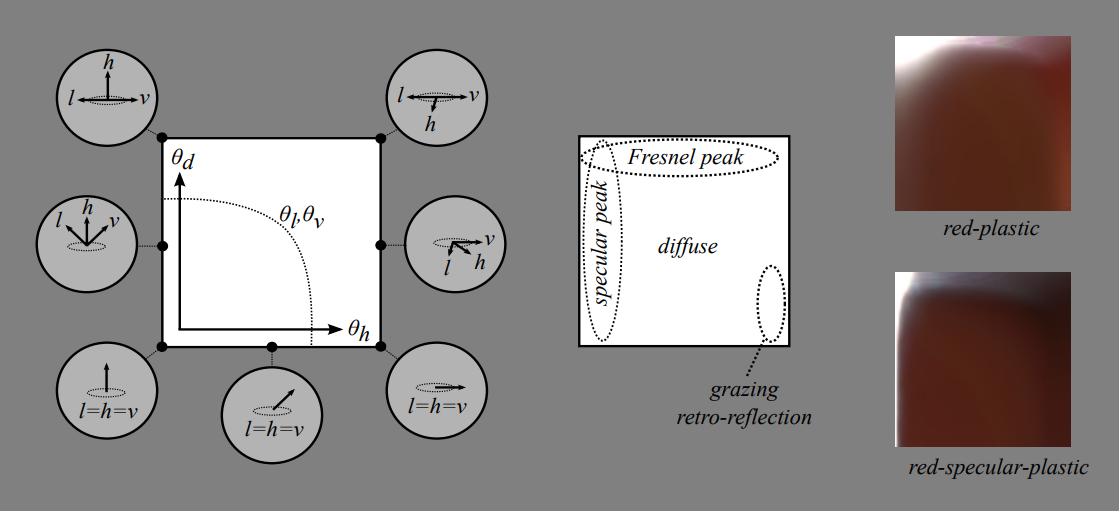 h
l v
l v
h
θd
l h v
θl,θv
v
l h
θh
l=h=v
l=h=v
l=h=v
Fresnel peak
specular peak
diffuse
grazing
retro-reflection
red-plastic
red-specular-plastic